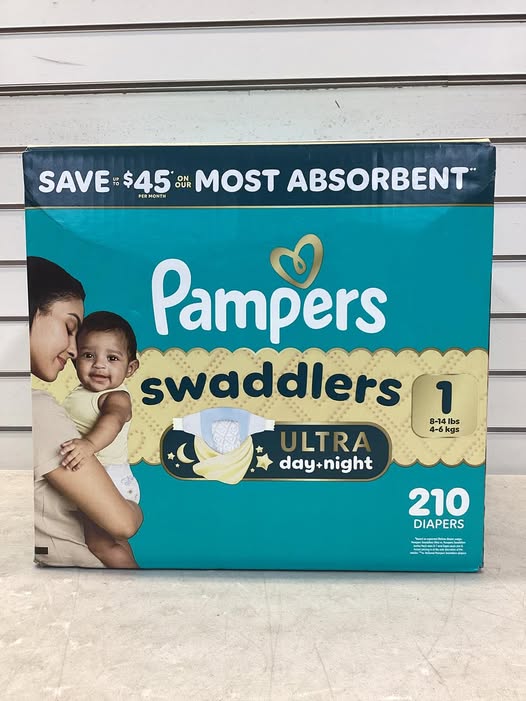 SAVE UP TO $45* ON OUR MOST ABSORBENT**
PER MONTH
Pampers
swaddlers
1
8-14 lbs
4-6 kgs
ULTRA
day+night
210
DIAPERS